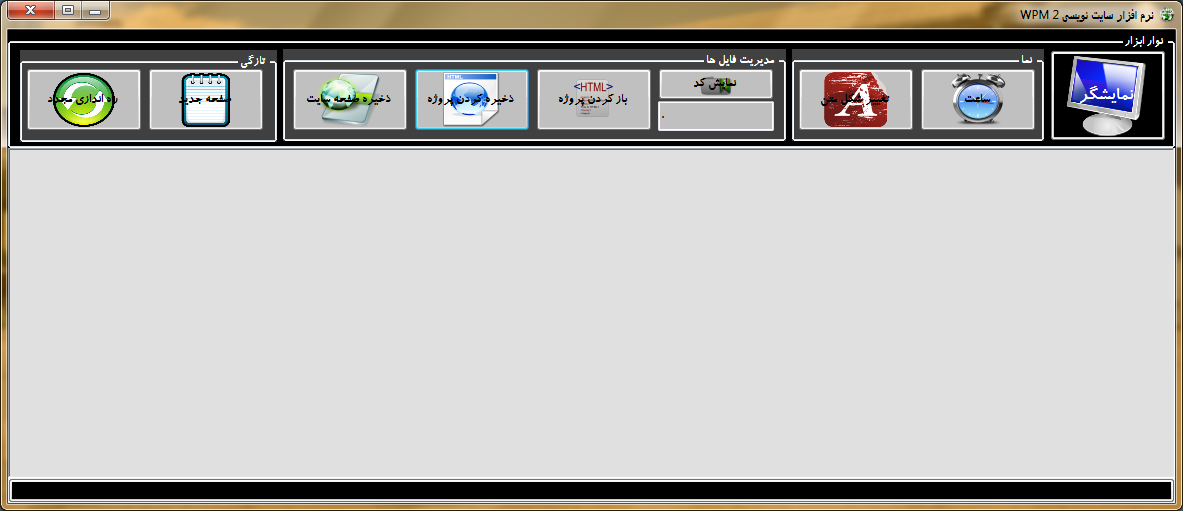 نرم افزار سایت نویسی WPM 2
نوار ابزار
نمایشگر
نما
ساعت
تغییر شکل متن
مدیریت فایل ها
نمایش کد
.
<HTML>
باز کردن پروژه
HTML
ذخیره کردن پروژه
ذخیره صفحه سایت
تازگی
صفحه جدید
راه اندازی مجدد